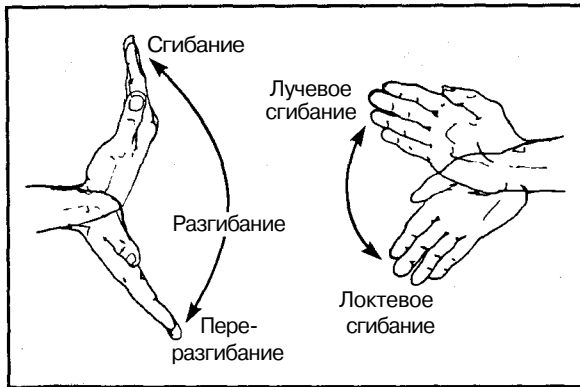 Сгибание
Разгибание
Пере-
разгибание
Лучевое
сгибание
Локтевое
сгибание